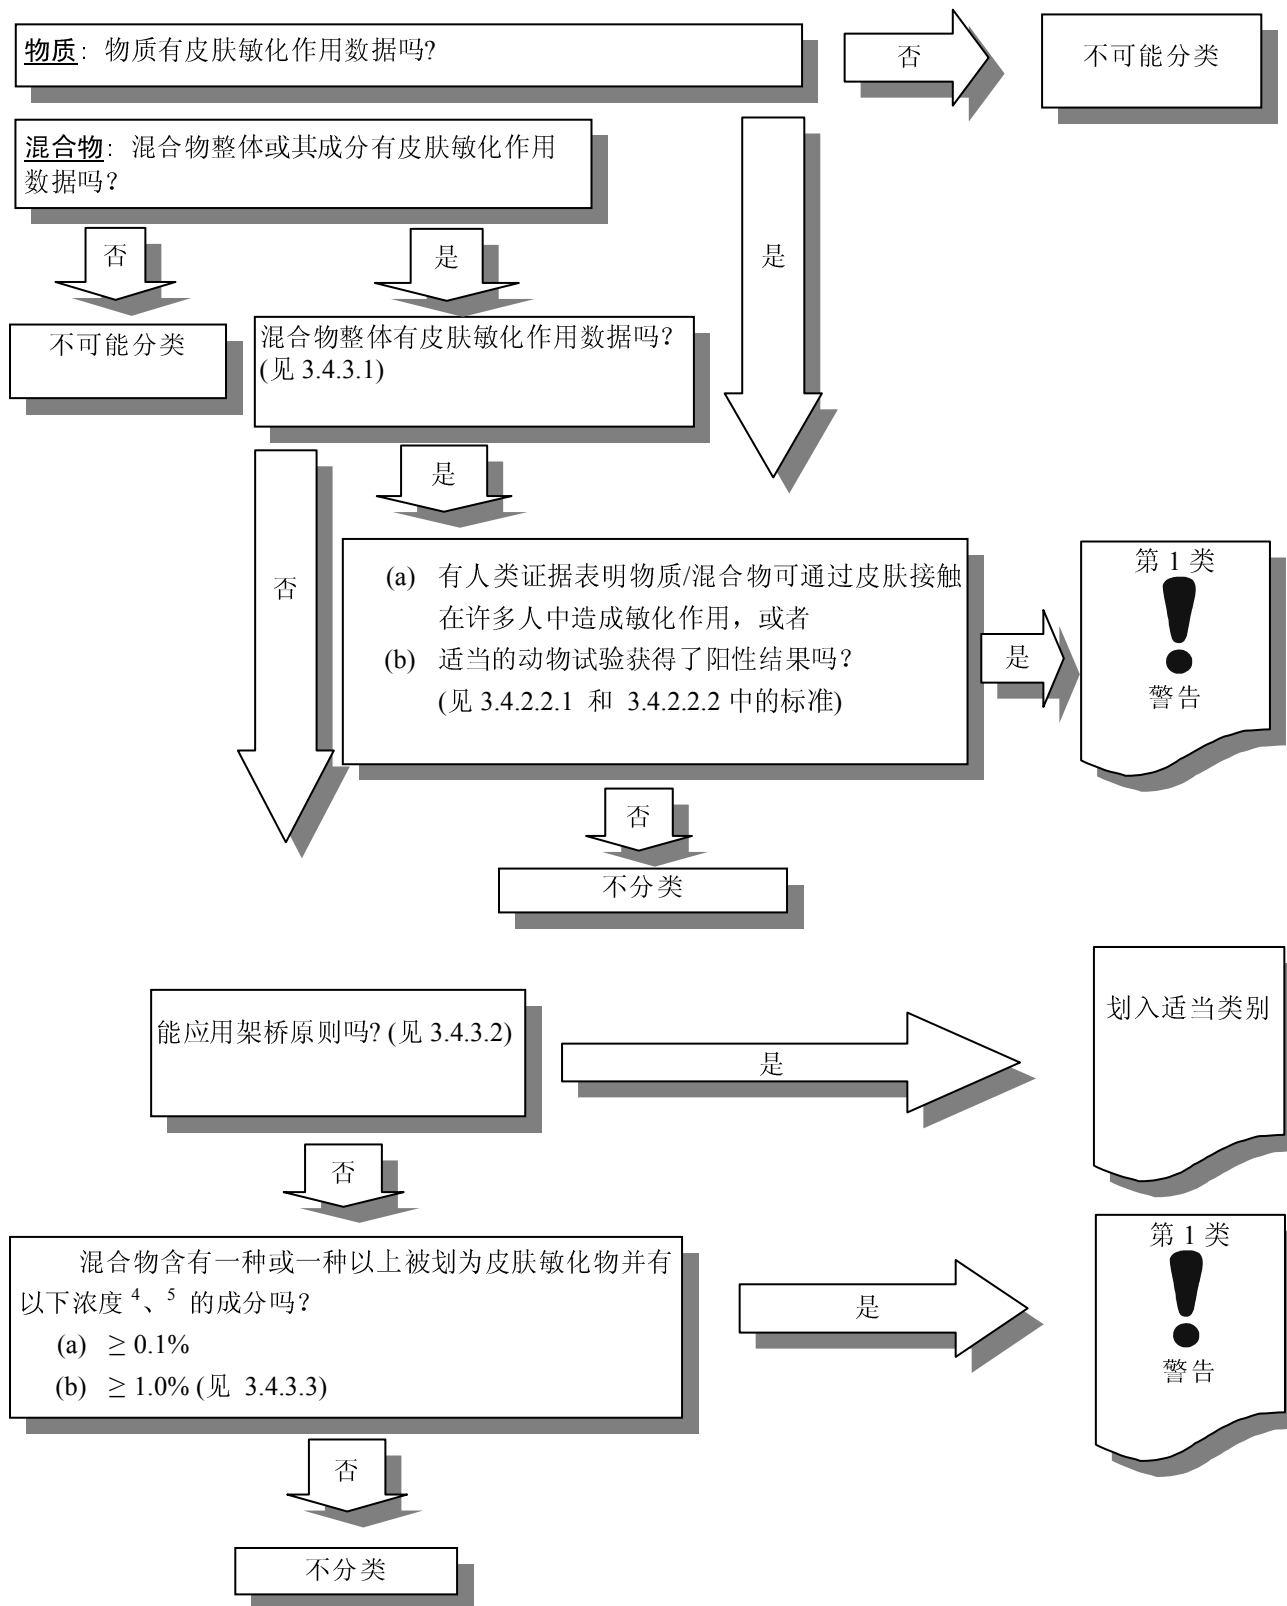 物质：物质有皮肤敏化作用数据吗?
否
不可能分类
混合物：混合物整体或其成分有皮肤敏化作用
数据吗？
否
是
是
不可能分类
混合物整体有皮肤敏化作用数据吗？
(见 3.4.3.1)
是
否
(a) 有人类证据表明物质/混合物可通过皮肤接触
在许多人中造成敏化作用，或者
(b) 适当的动物试验获得了阳性结果吗？
(见 3.4.2.2.1 和 3.4.2.2.2 中的标准)
是
第 1 类
警告
否
不分类
能应用架桥原则吗? (见 3.4.3.2)
是
划入适当类别
否
混合物含有一种或一种以上被划为皮肤敏化物并有
以下浓度 4、5 的成分吗？
(a) ≥ 0.1%
(b) ≥ 1.0% (见 3.4.3.3)
是
第 1 类
警告
否
不分类